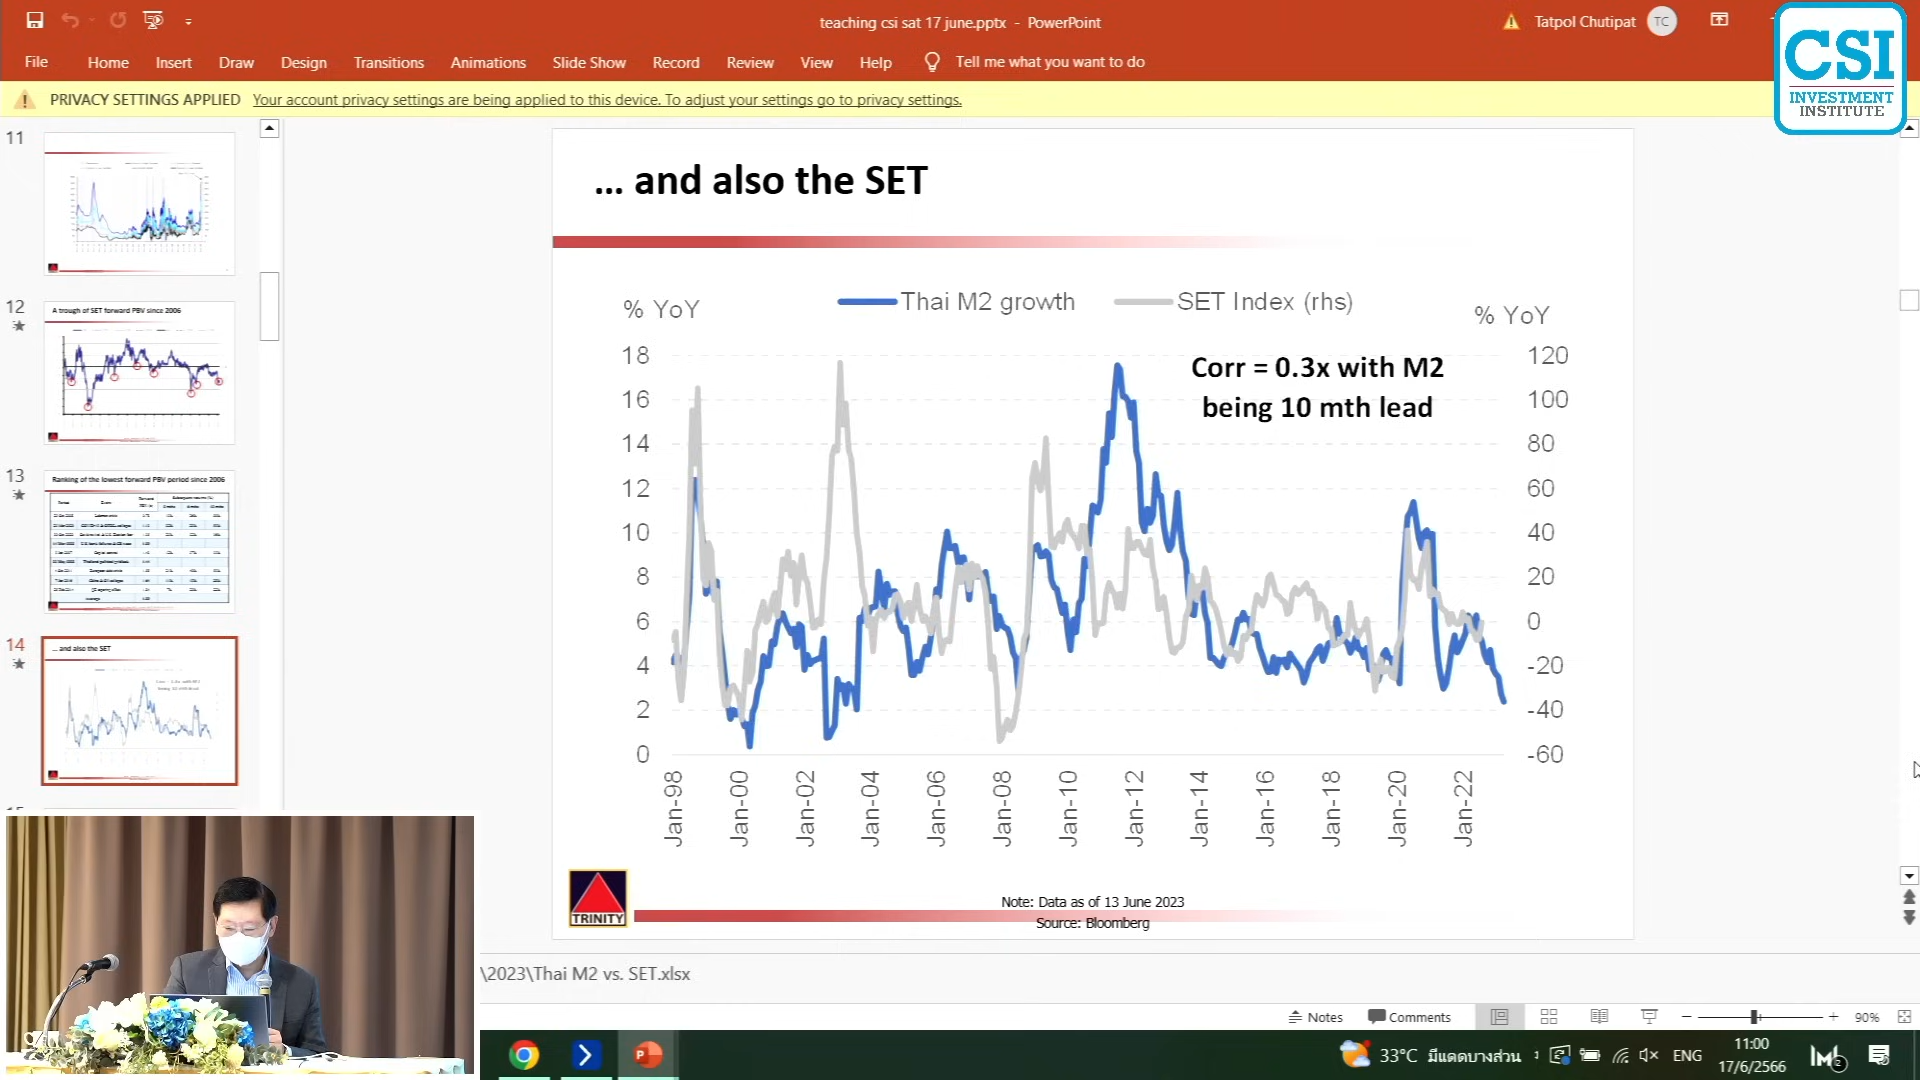 teaching csi sat 17 june.pptx - PowerPoint
Tatpol Chutipat
TC
CSI
INVESTMENT
INSTITUTE
File Home Insert Draw Design Transitions Animations Slide Show Record Review View Help Tell me what you want to do
PRIVACY SETTINGS APPLIED Your account privacy settings are being applied to this device. To adjust your settings go to privacy settings.
11
12
A trough of SET forward PBV since 2006
13
Ranking of the lowest forward PBV period since 2006
14
... and also the SET
... and also the SET
% YoY
Thai M2 growth
SET Index (rhs)
% YoY
Corr = 0.3x with M2
being 10 mth lead
18
16
14
12
10
8
6
4
2
0
120
100
80
60
40
20
0
-20
-40
-60
Jan-98
Jan-00
Jan-02
Jan-04
Jan-06
Jan-08
Jan-10
Jan-12
Jan-14
Jan-16
Jan-18
Jan-20
Jan-22
TRINITY
Note: Data as of 13 June 2023
Source: Bloomberg
\2023\Thai M2 vs. SET.xlsx
Notes Comments 90%
33°C มีแดดบางส่วน ENG
11:00
17/6/2566